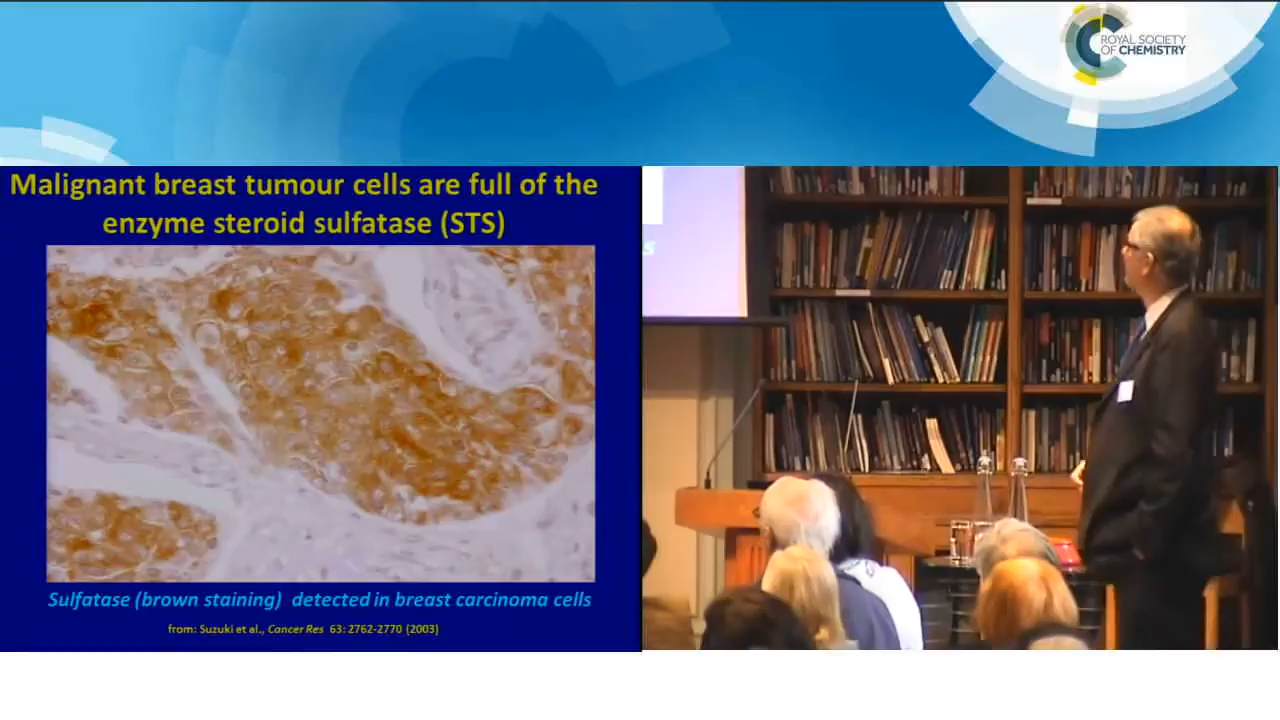 ROYAL SOCIETY
OF CHEMISTRY
Malignant breast tumour cells are full of the
enzyme steroid sulfatase (STS)
Sulfatase (brown staining) detected in breast carcinoma cells
from: Suzuki et al., Cancer Res 63: 2762-2770 (2003)